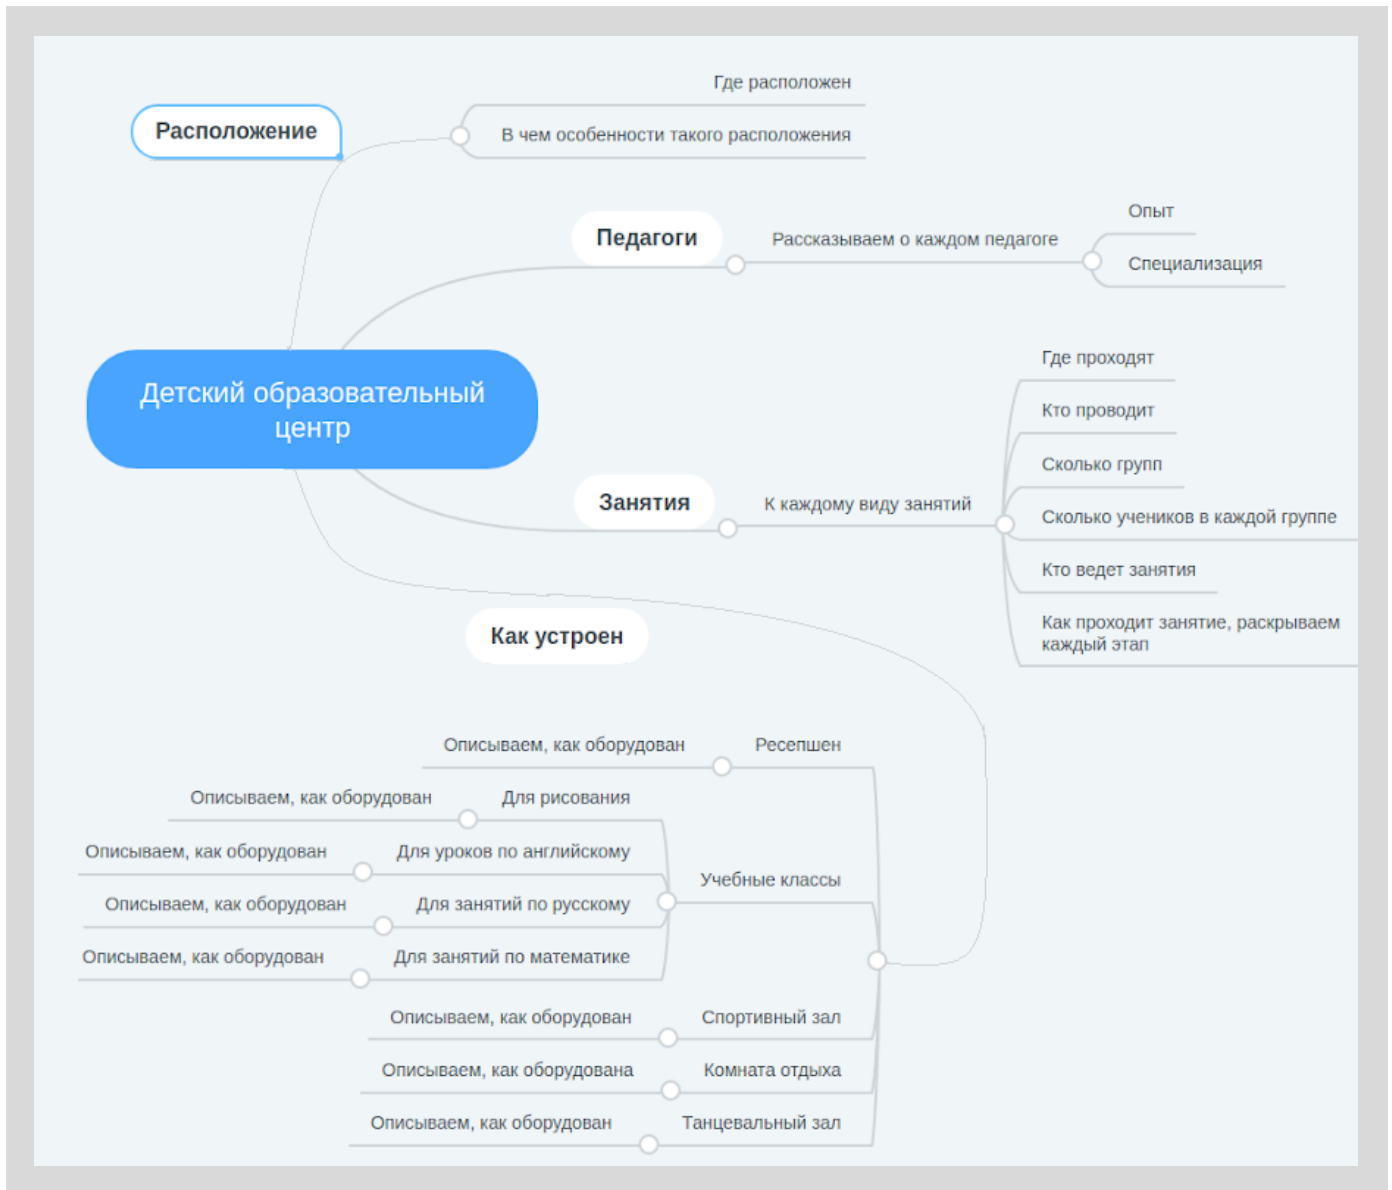 Где расположен
Расположение
В чем особенности такого расположения
Опыт
Педагоги
Рассказываем о каждом педагоге
Специализация
Детский образовательный
центр
Где проходят
Кто проводит
Сколько групп
Занятия
К каждому виду занятий
Сколько учеников в каждой группе
Кто ведет занятия
Как проходит занятие, раскрываем
каждый этап
Как устроен
Описываем, как оборудован
Ресепшен
Описываем, как оборудован
Для рисования
Описываем, как оборудован
Для уроков по английскому
Учебные классы
Описываем, как оборудован
Для занятий по русскому
Описываем, как оборудован
Для занятий по математике
Описываем, как оборудован
Спортивный зал
Описываем, как оборудована
Комната отдыха
Описываем, как оборудован
Танцевальный зал